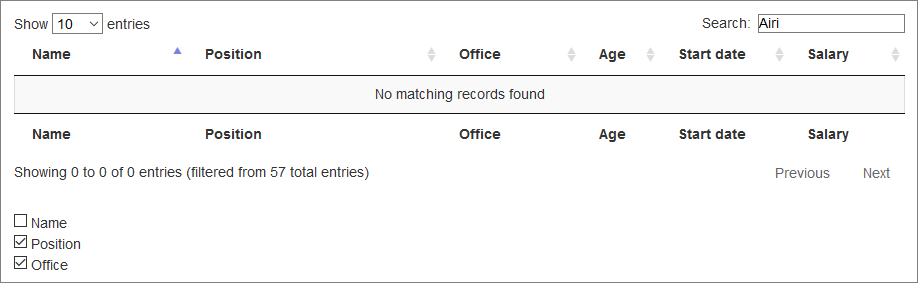 Show 10 entries Search: Airi
Name Position Office Age Start date Salary
No matching records found
Name Position Office Age Start date Salary
Showing 0 to 0 of 0 entries (filtered from 57 total entries) Previous Next
Name
Position
Office